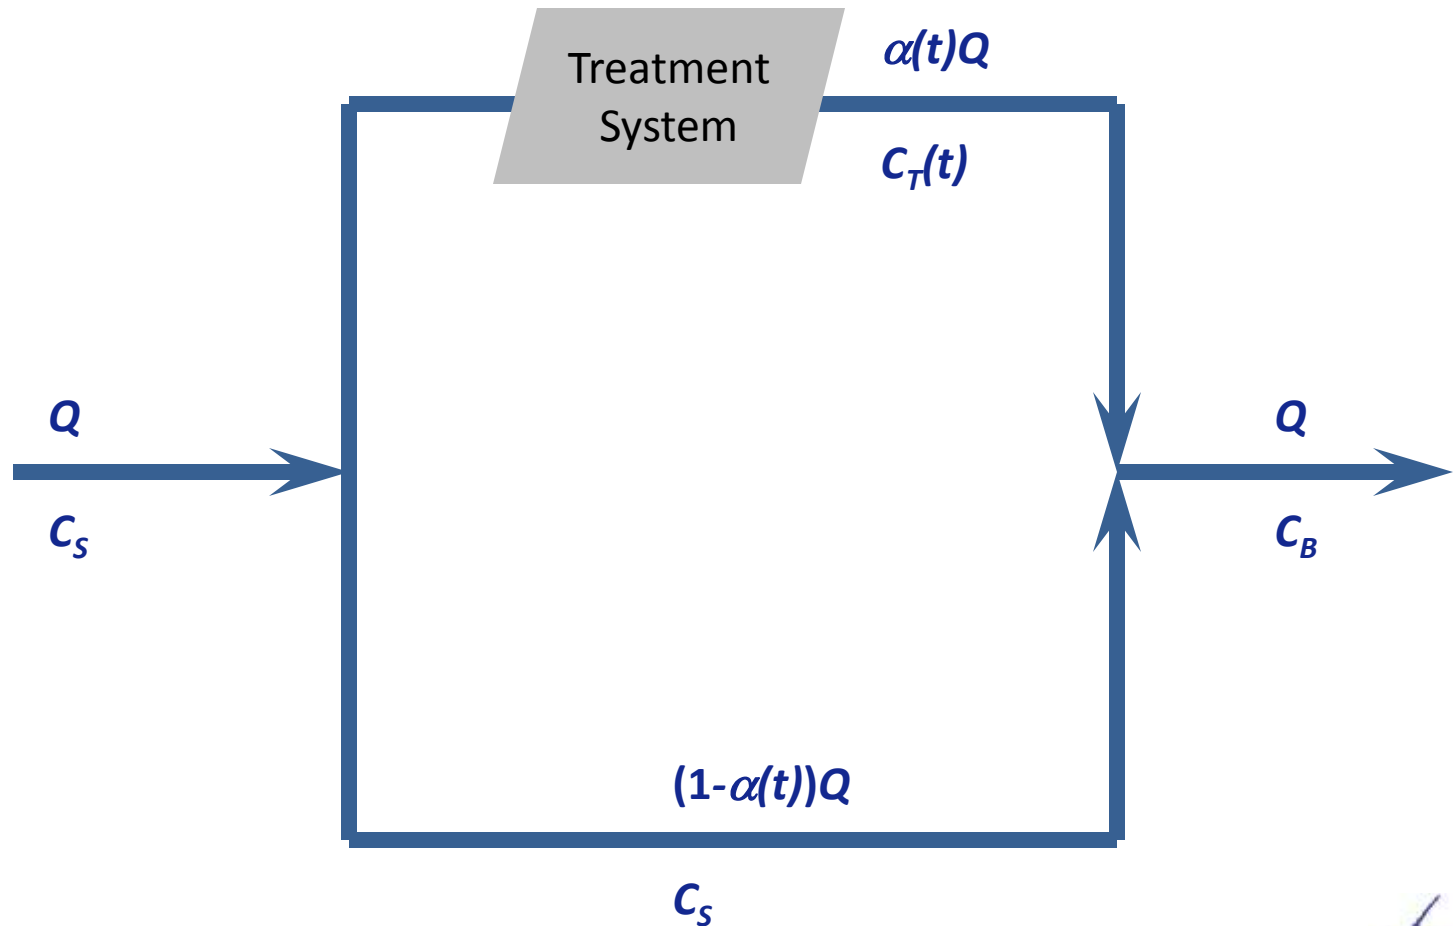 Treatment
System
α(t)Q
C_T(t)
Q
C_S
Q
C_B
(1-α(t))Q
C_S